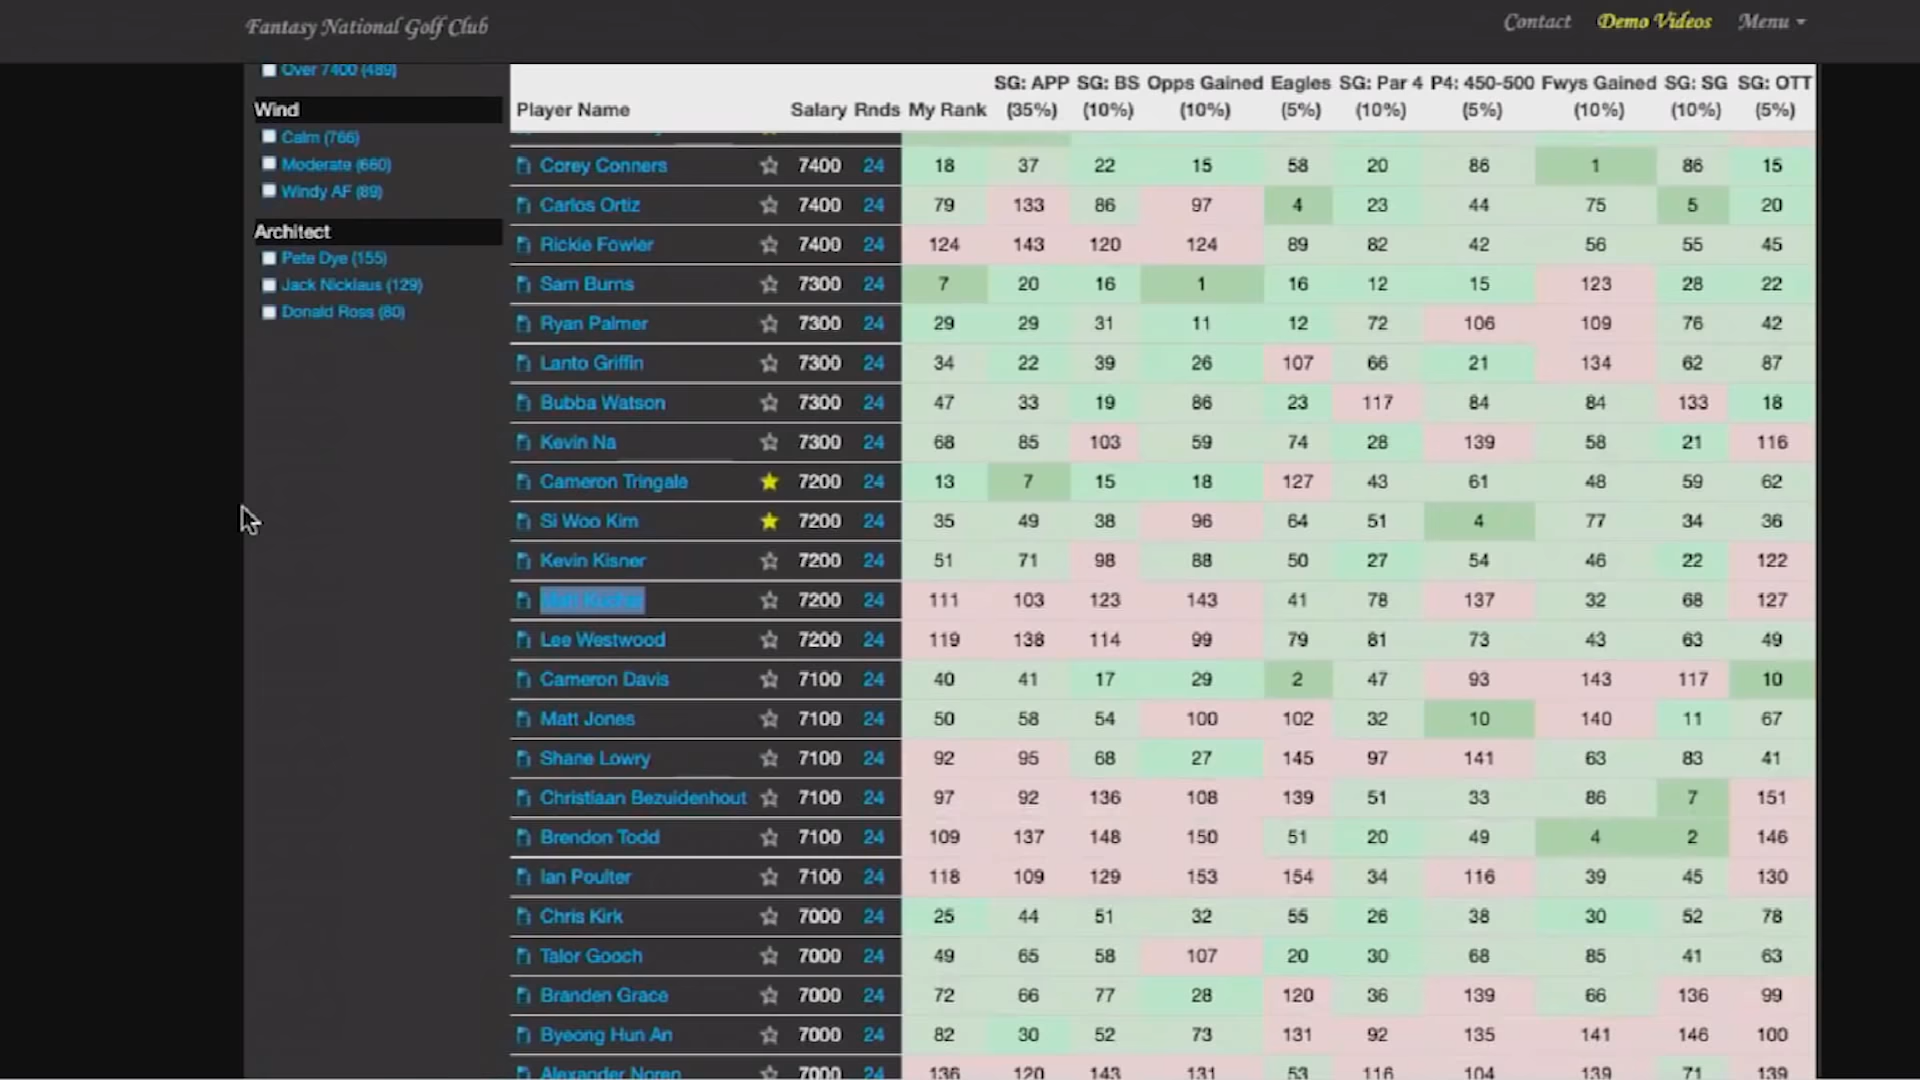 Fantasy National Golf Club
Contact Demo Videos Menu
Over 7400 (489)
Wind
Calm (766)
Moderate (660)
Windy AF (89)
Architect
Pete Dye (155)
Jack Nicklaus (129)
Donald Ross (80)
SG: APP SG: BS Opps Gained Eagles SG: Par 4 P4: 450-500 Fwys Gained SG: SG SG: OTT
Player Name Salary Rnds My Rank (35%) (10%) (10%) (5%) (10%) (5%) (10%) (10%) (5%)
Corey Conners 7400 24 18 37 22 15 58 20 86 1 86 15
Carlos Ortiz 7400 24 79 133 86 97 4 23 44 75 5 20
Rickie Fowler 7400 24 124 143 120 124 89 82 42 56 55 45
Sam Burns 7300 24 7 20 16 1 16 12 15 123 28 22
Ryan Palmer 7300 24 29 29 31 11 12 72 106 109 76 42
Lanto Griffin 7300 24 34 22 39 26 107 66 21 134 62 87
Bubba Watson 7300 24 47 33 19 86 23 117 84 84 133 18
Kevin Na 7300 24 68 85 103 59 74 28 139 58 21 116
Cameron Tringale 7200 24 13 7 15 18 127 43 61 48 59 62
Si Woo Kim 7200 24 35 49 38 96 64 51 4 77 34 36
Kevin Kisner 7200 24 51 71 98 88 50 27 54 46 22 122
Matt Kuchar 7200 24 111 103 123 143 41 78 137 32 68 127
Lee Westwood 7200 24 119 138 114 99 79 81 73 43 63 49
Cameron Davis 7100 24 40 41 17 29 2 47 93 143 117 10
Matt Jones 7100 24 50 58 54 100 102 32 10 140 11 67
Shane Lowry 7100 24 92 95 68 27 145 97 141 63 83 41
Christiaan Bezuidenhout 7100 24 97 92 136 108 139 51 33 86 7 151
Brendon Todd 7100 24 109 137 148 150 51 20 49 4 2 146
Ian Poulter 7100 24 118 109 129 153 154 34 116 39 45 130
Chris Kirk 7000 24 25 44 51 32 55 26 38 30 52 78
Talor Gooch 7000 24 49 65 58 107 20 30 68 85 41 63
Branden Grace 7000 24 72 66 77 28 120 36 139 66 136 99
Byeong Hun An 7000 24 82 30 52 73 131 92 135 141 146 100
Alexander Noren 7000 24 136 120 143 131 53 116 104 139 71 139